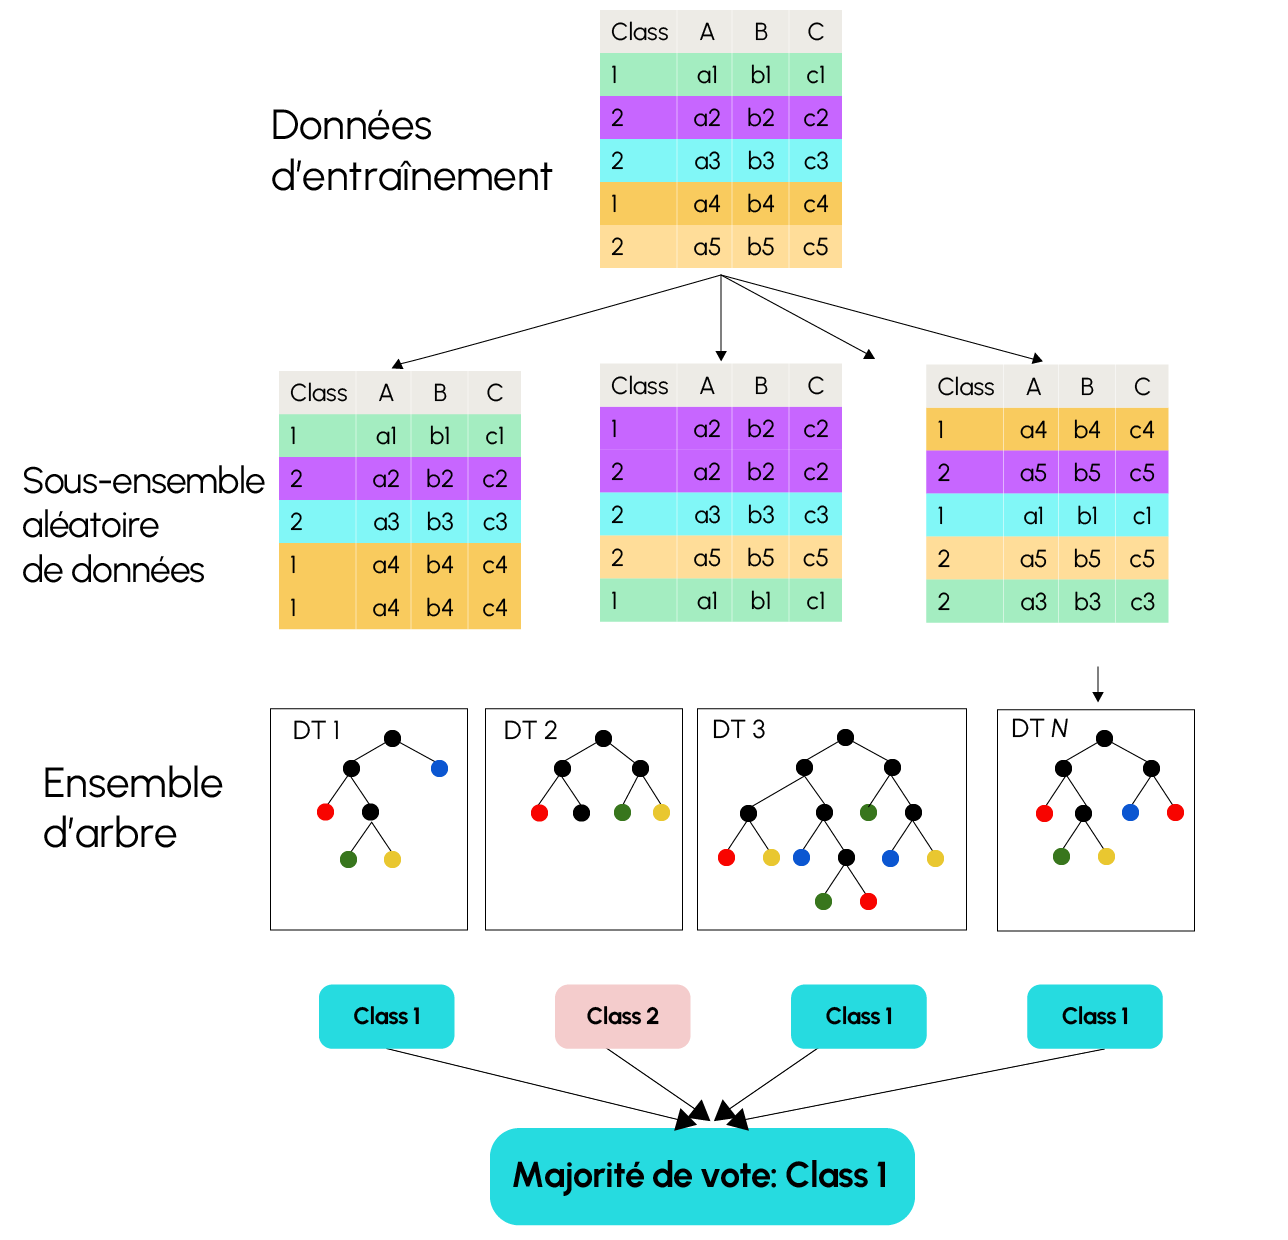 Class A B C
1 a1 b1 c1
2 a2 b2 c2
2 a3 b3 c3
1 a4 b4 c4
2 a5 b5 c5
Données
d'entraînement
Sous-ensemble
aléatoire
de données
Class A B C
1 a1 b1 c1
2 a2 b2 c2
2 a3 b3 c3
1 a4 b4 c4
1 a4 b4 c4
Class A B C
1 a2 b2 c2
2 a2 b2 c2
2 a3 b3 c3
2 a5 b5 c5
1 a1 b1 c1
Class A B C
1 a4 b4 c4
2 a5 b5 c5
1 a1 b1 c1
2 a5 b5 c5
2 a3 b3 c3
Ensemble
d'arbre
DT 1
DT 2
DT 3
DT N
Class 1
Class 2
Class 1
Class 1
Majorité de vote: Class 1